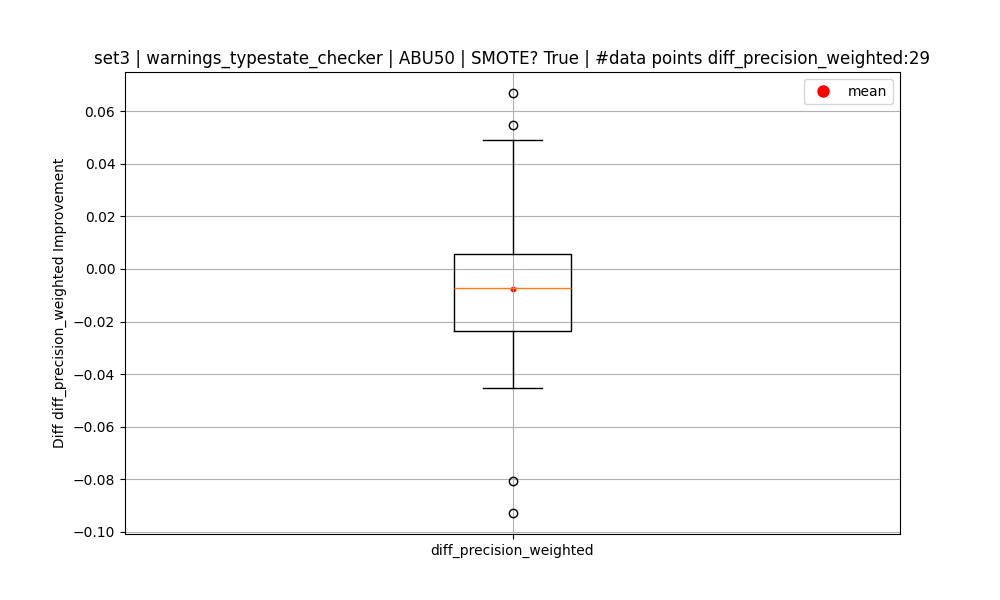 set3 | warnings_typestate_checker | ABU50 | SMOTE? True | #data points diff_precision_weighted:29
mean
Diff diff_precision_weighted Improvement
0.06
0.04
0.02
0.00
−0.02
−0.04
−0.06
−0.08
−0.10
diff_precision_weighted